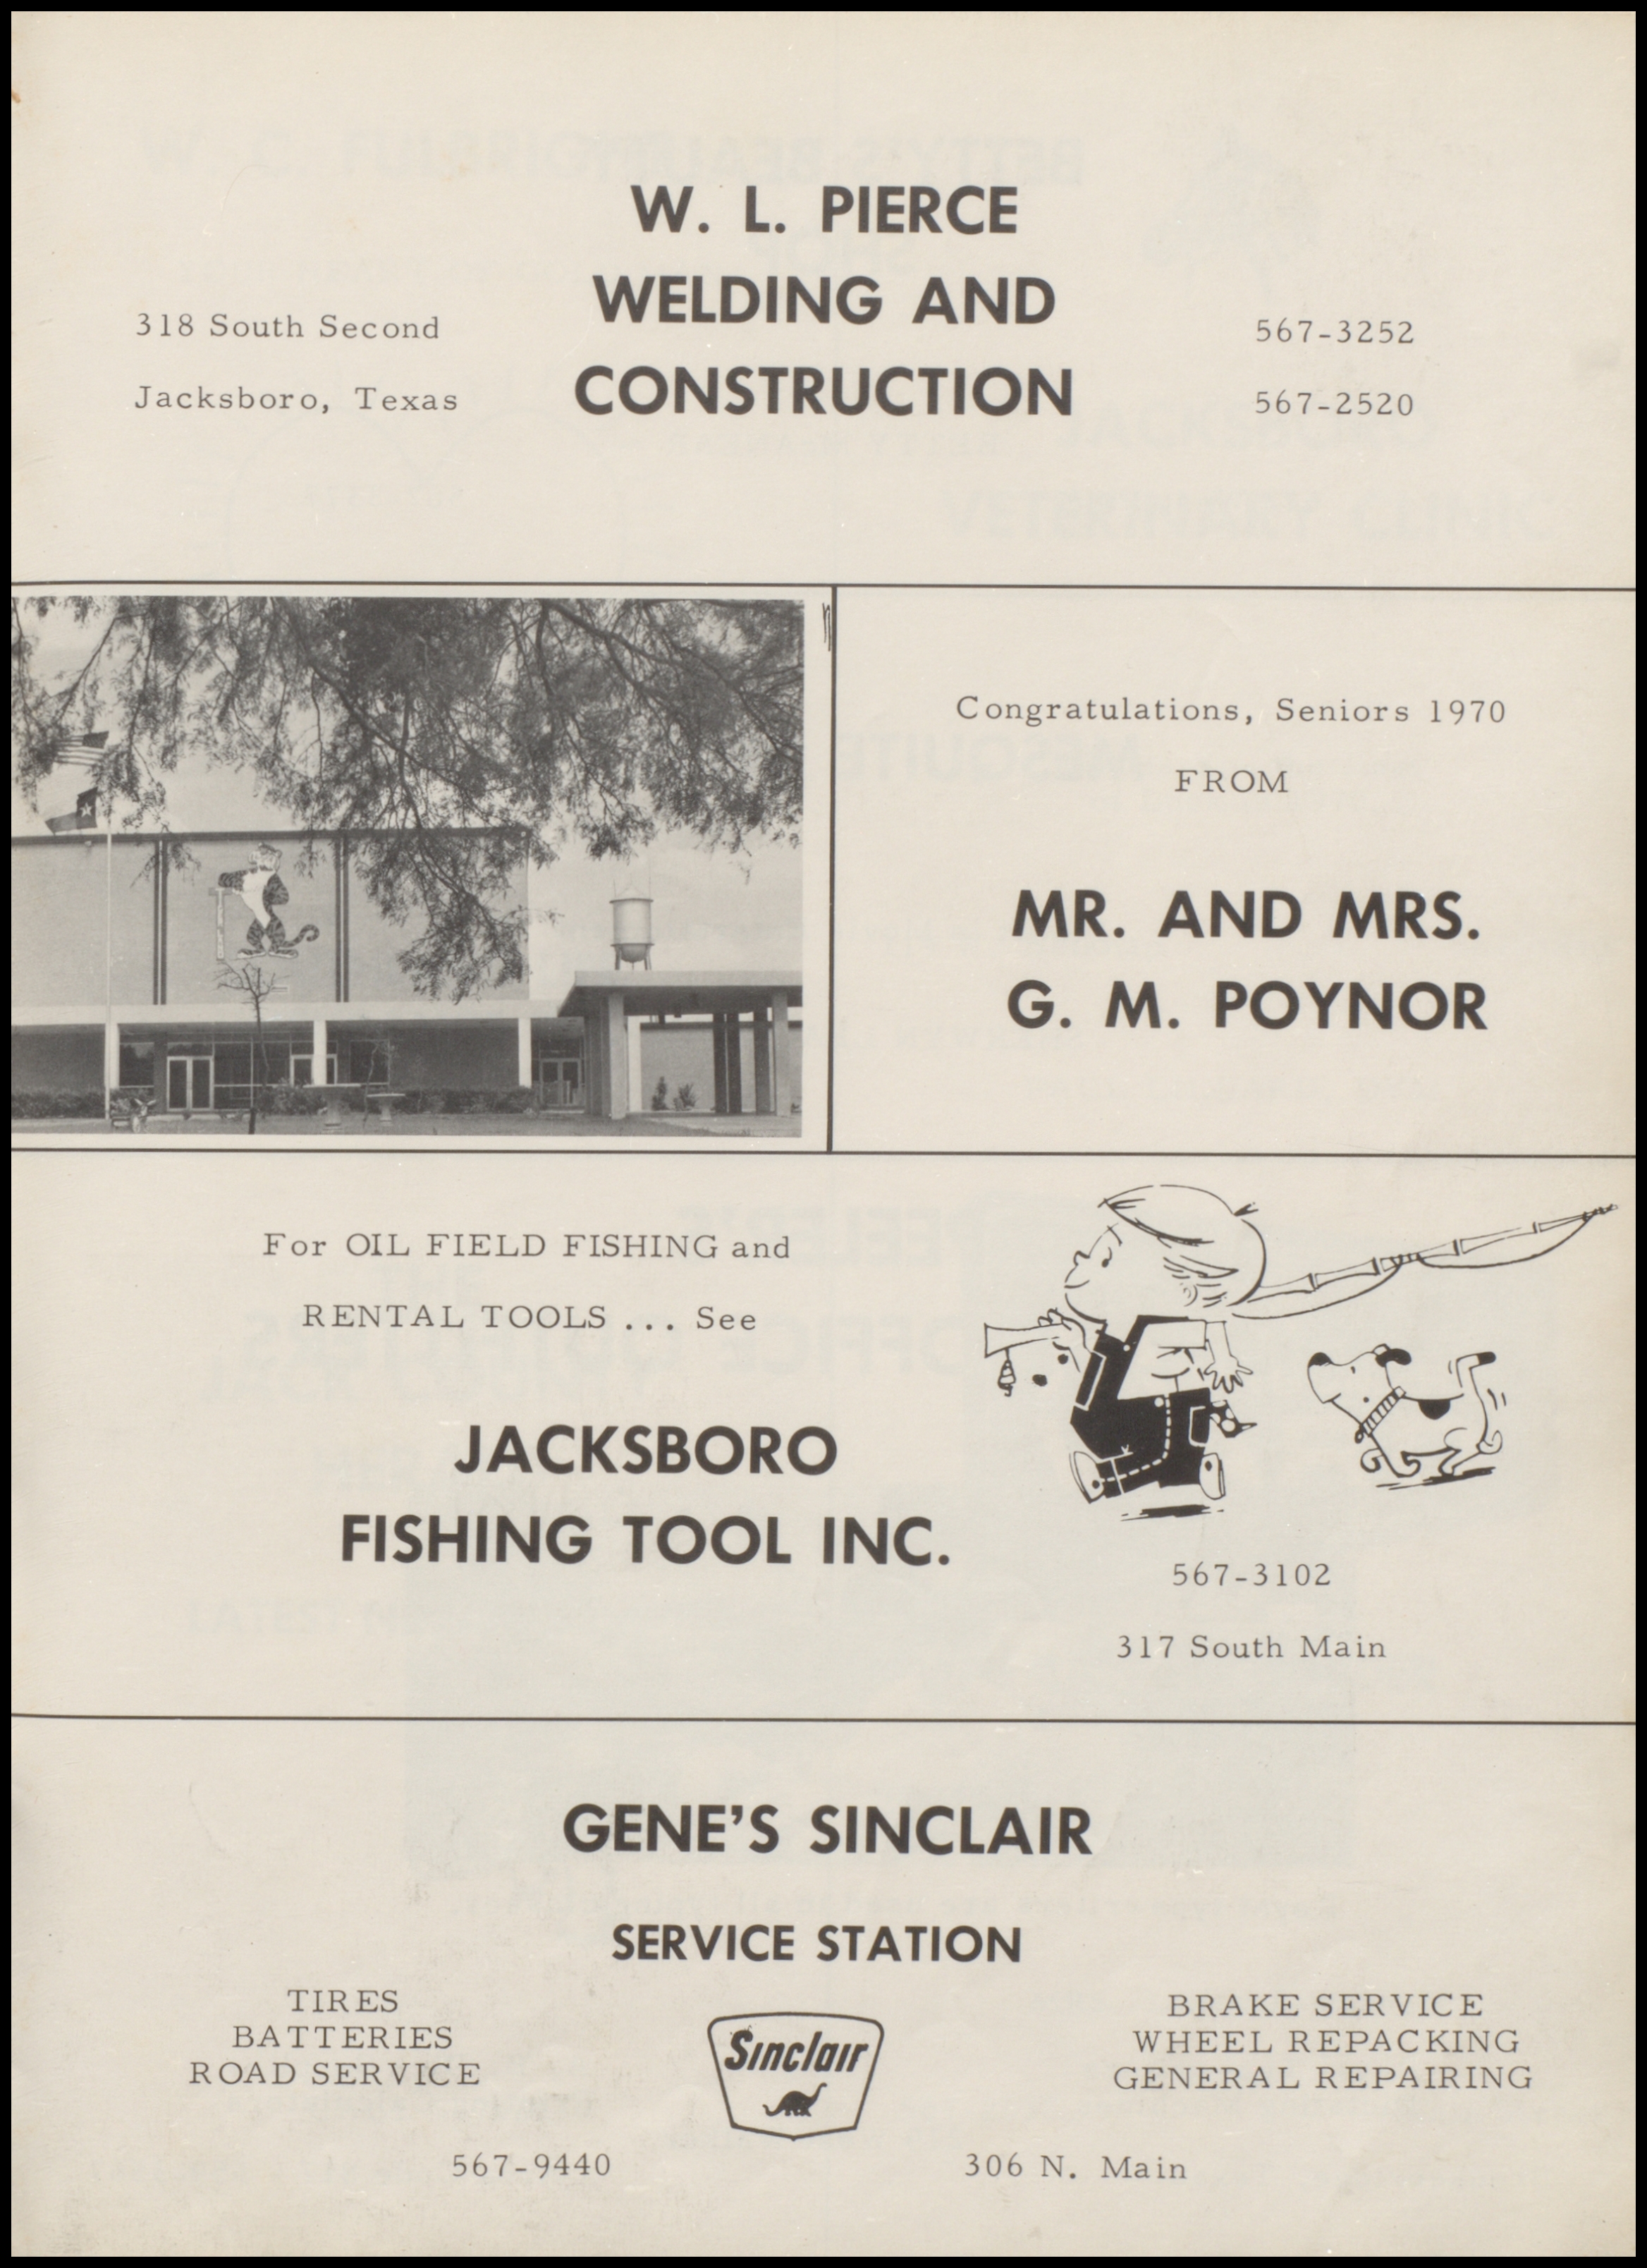 W. L. PIERCE
WELDING AND
CONSTRUCTION
318 South Second
Jacksboro, Texas
567-3252
567-2520
Congratulations, Seniors 1970
FROM
MR. AND MRS.
G. M. POYNOR
For OIL FIELD FISHING and
RENTAL TOOLS ... See
JACKSBORO
FISHING TOOL INC.
567-3102
317 South Main
GENE'S SINCLAIR
SERVICE STATION
TIRES
BATTERIES
ROAD SERVICE
Sinclair
BRAKE SERVICE
WHEEL REPACKING
GENERAL REPAIRING
567-9440
306 N. Main